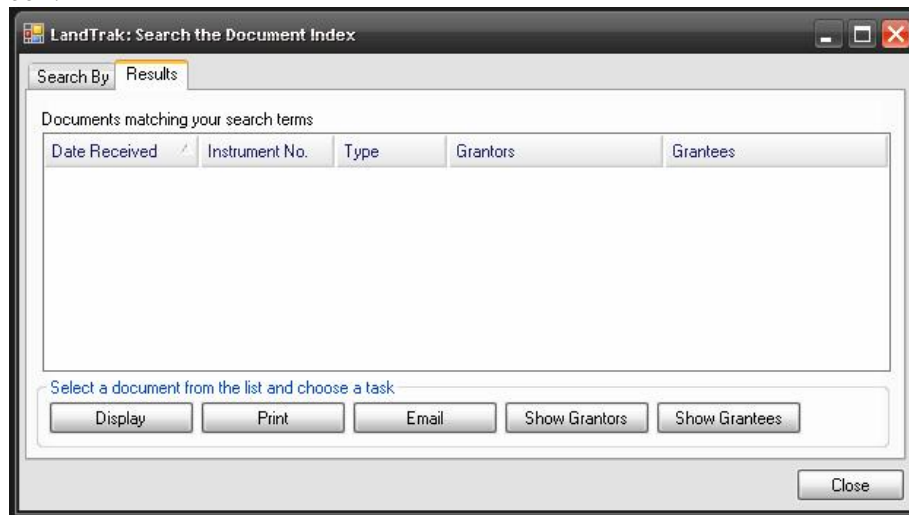 LandTrak: Search the Document Index
Search By Results
Documents matching your search terms
Date Received Instrument No. Type Grantors Grantees
Select a document from the list and choose a task
Display Print Email Show Grantors Show Grantees
Close